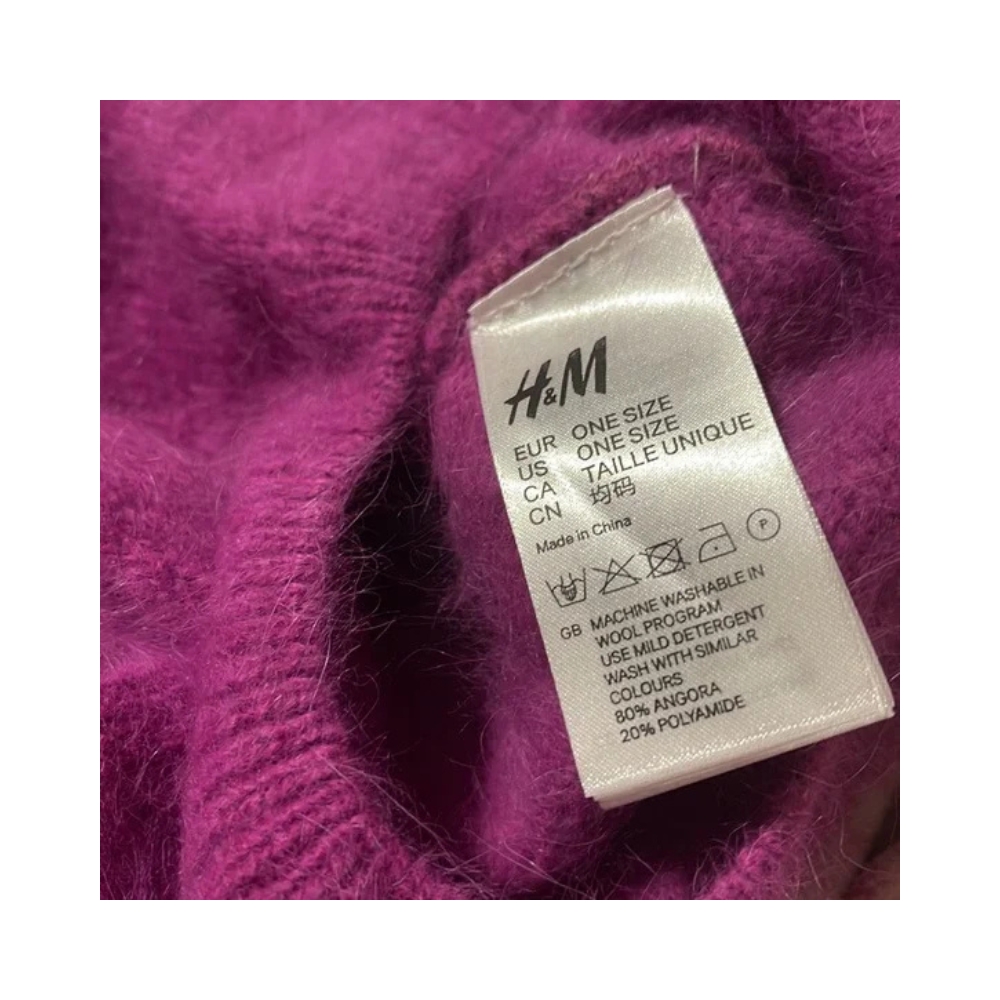 H&M
EUR ONE SIZE
US ONE SIZE
CA TAILLE UNIQUE
CN 均码
Made in China
P
GB MACHINE WASHABLE IN
WOOL PROGRAM
USE MILD DETERGENT
WASH WITH SIMILAR
COLOURS
80% ANGORA
20% POLYAMIDE